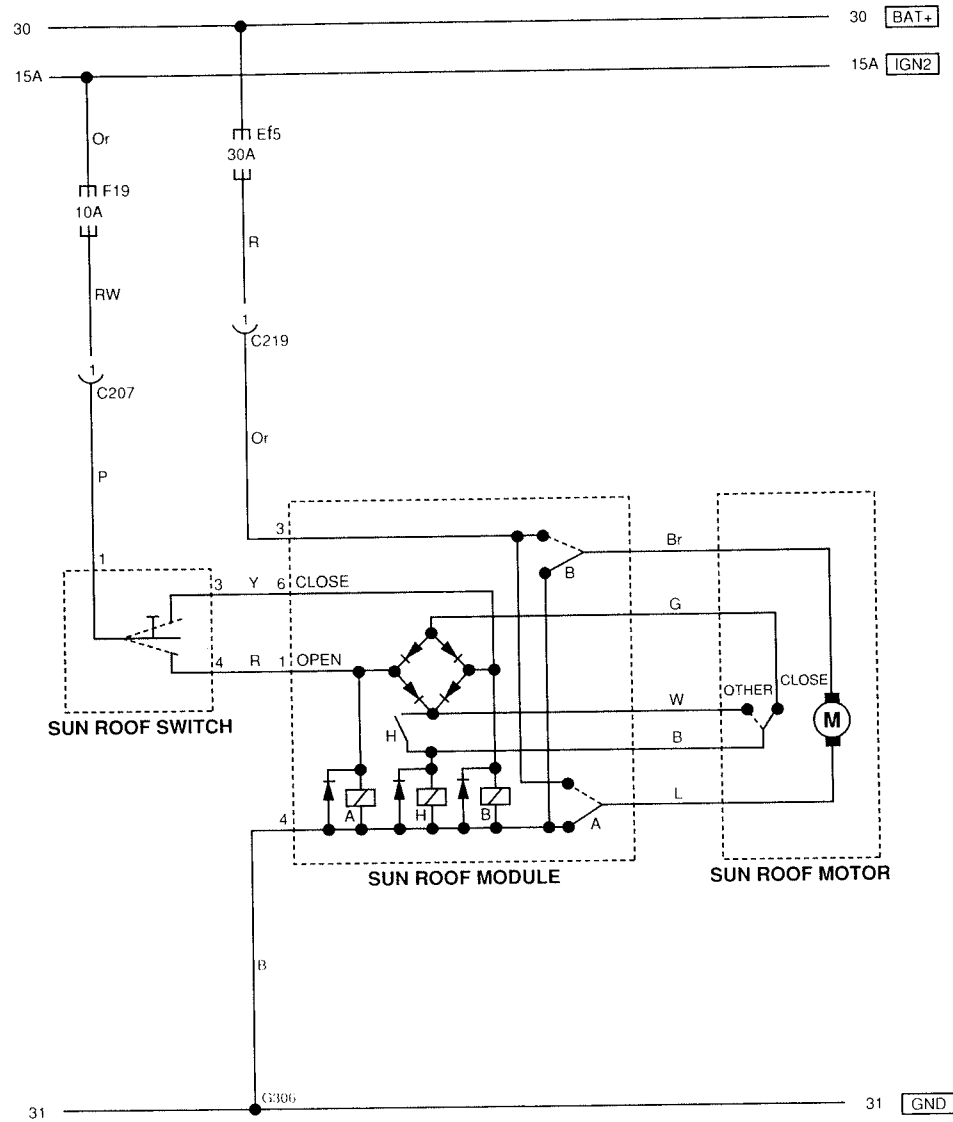 30
30 BAT+
15A
15A IGN2
Or
Ef5
30A
F19
10A
R
RW
1
C219
1
C207
Or
P
3
1
Br
B
3 Y 6 CLOSE
G
4 R 1 OPEN
OTHER CLOSE
W
SUN ROOF SWITCH
H
B
M
A
H
B
L
4
A
SUN ROOF MODULE
SUN ROOF MOTOR
B
G306
31
31 GND